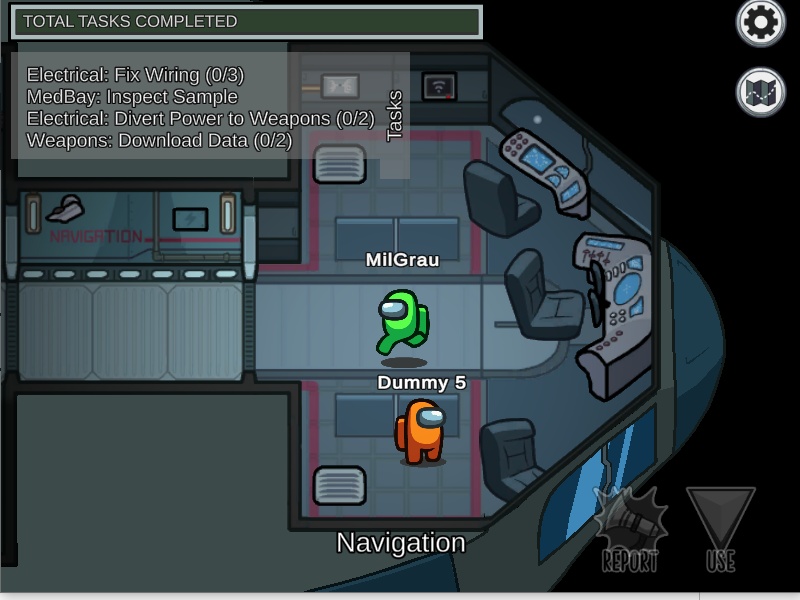 TOTAL TASKS COMPLETED
Electrical: Fix Wiring (0/3)
MedBay: Inspect Sample
Electrical: Divert Power to Weapons (0/2)
Weapons: Download Data (0/2)
Tasks
NAVIGATION
MilGrau
Dummy 5
Navigation
REPORT
USE